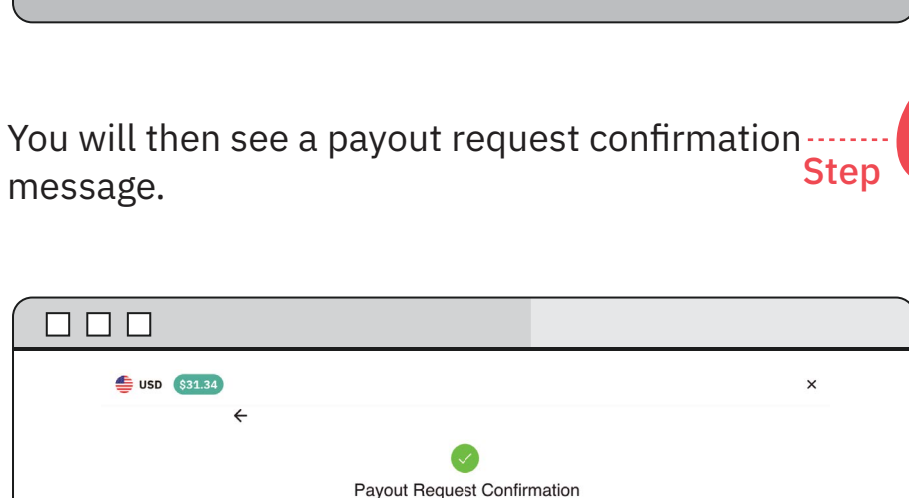 You will then see a payout request confirmation
message.
Step
USD $31.34
Payout Request Confirmation